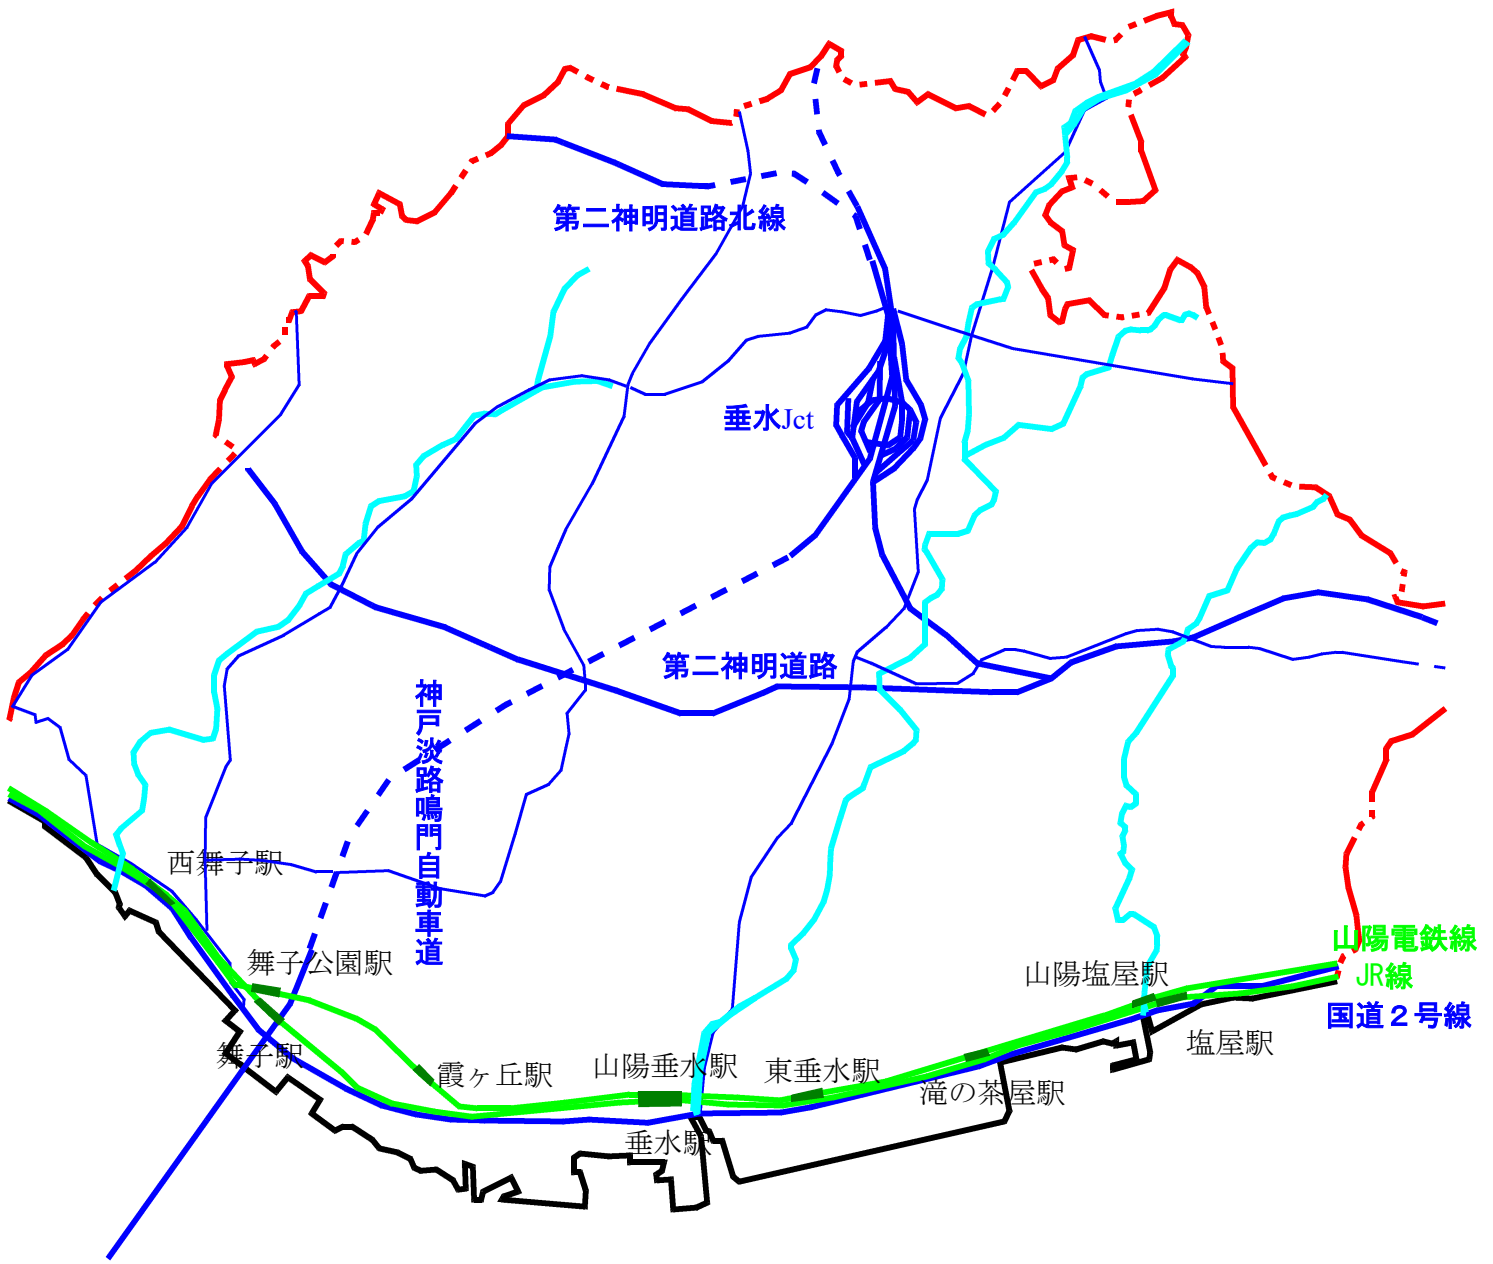 第二神明道路北線
垂水Jct
第二神明道路
神戸淡路鳴門自動車道
西舞子駅
舞子公園駅
舞子駅
霞ヶ丘駅
山陽垂水駅
垂水駅
東垂水駅
滝の茶屋駅
山陽塩屋駅
塩屋駅
山陽電鉄線
JR線
国道２号線